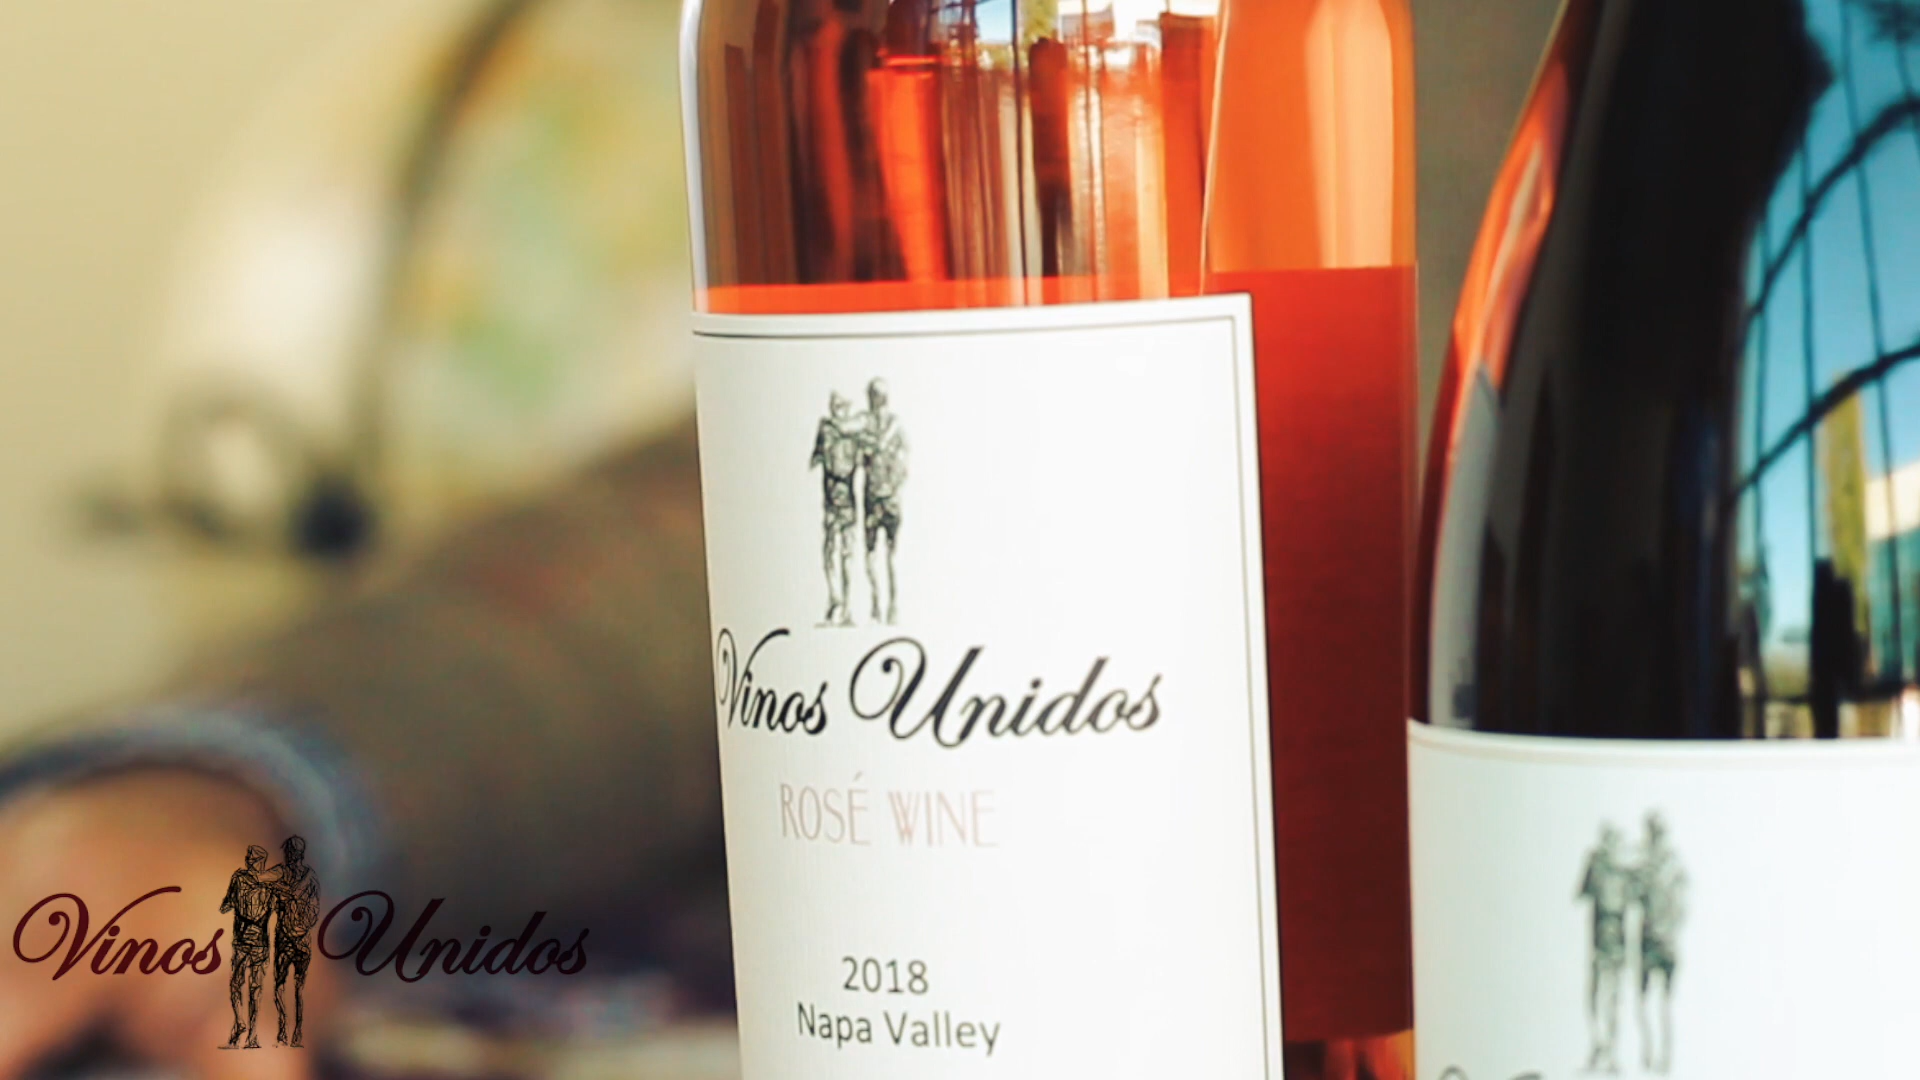 Vinos Unidos
ROSÉ WINE
2018
Napa Valley
Vinos Unidos